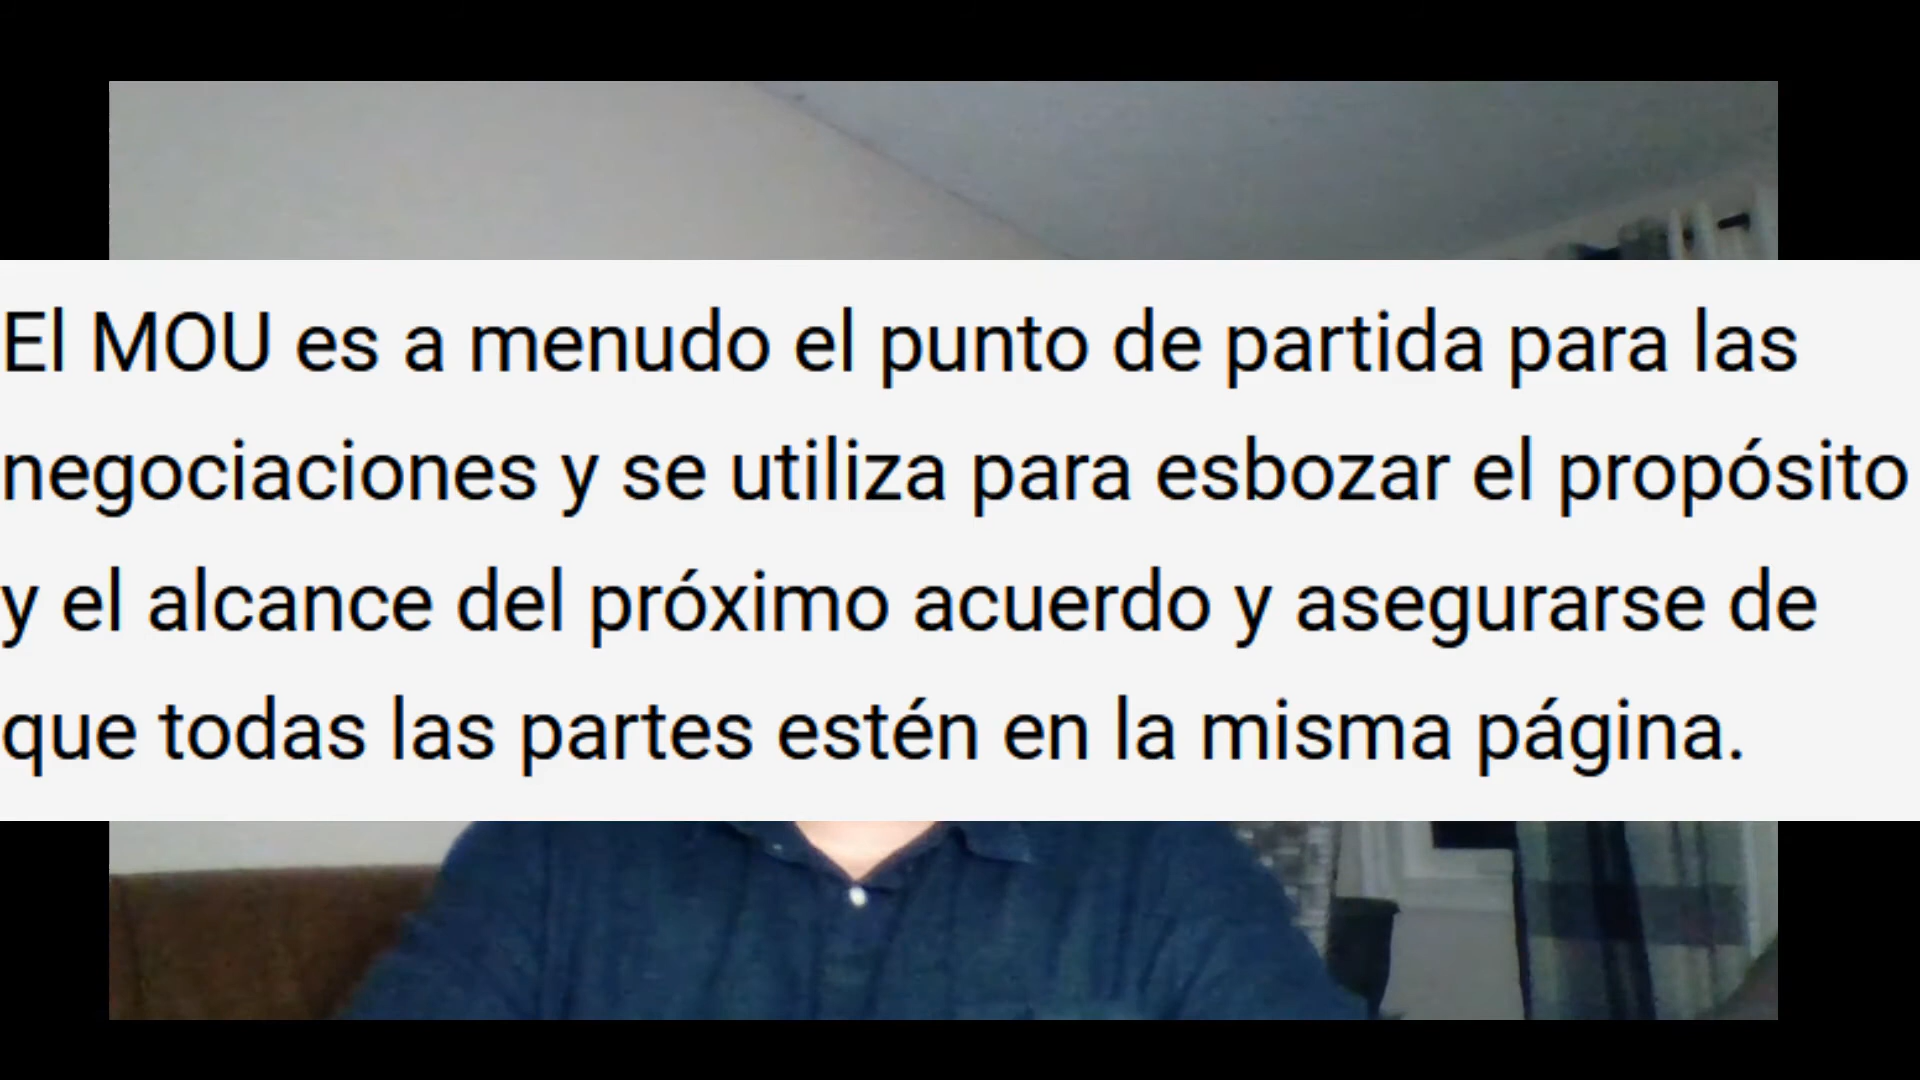 El MOU es a menudo el punto de partida para las
negociaciones y se utiliza para esbozar el propósito
y el alcance del próximo acuerdo y asegurarse de
que todas las partes estén en la misma página.